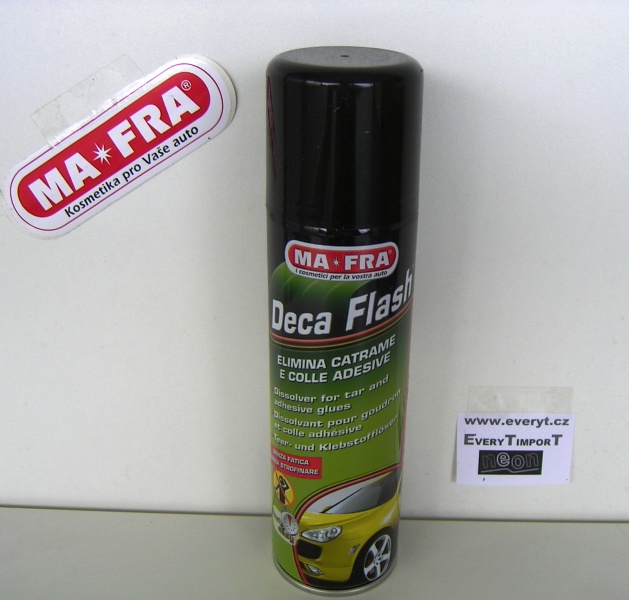 MA★FRA®
Kosmetika pro Vaše auto
MA★FRA®
i cosmetici per la vostra auto
Deca Flash
ELIMINA CATRAME
E COLLE ADESIVE
Dissolver for tar and
adhesive glues
Dissolvant pour goudron
et colle adhésive
Teer- und Klebstofflöser
SENZA FATICA
SENZA STROFINARE
www.everyt.cz
EVERYTIMPORT
neon